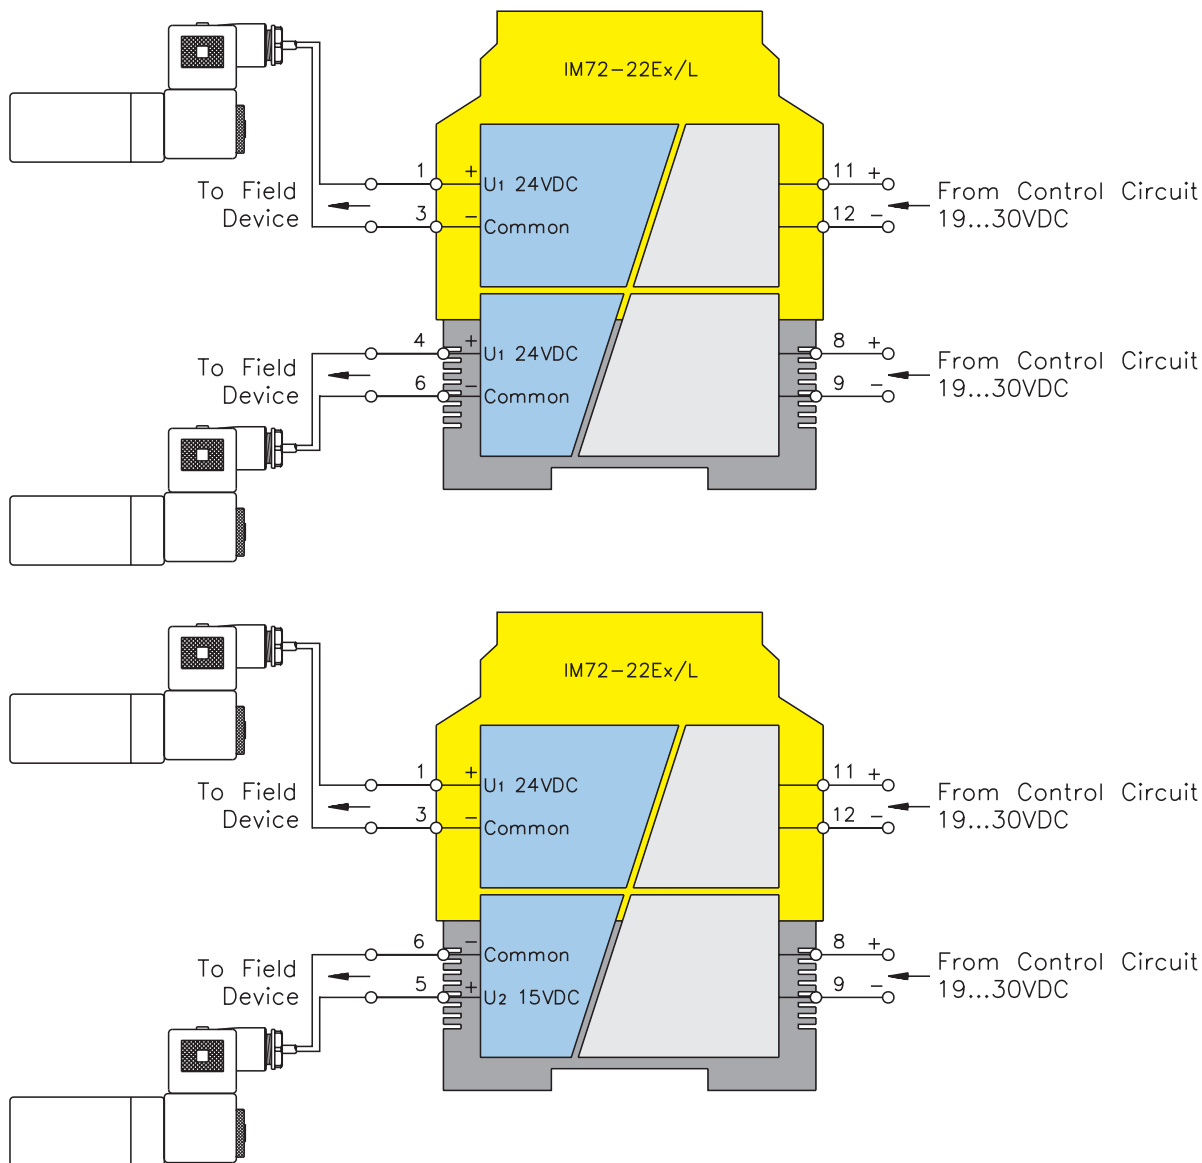 IM72-22Ex/L
1 + U1 24VDC
3 − Common
To Field
Device
11 +
12 −
From Control Circuit
19...30VDC
4 + U1 24VDC
6 − Common
To Field
Device
8 +
9 −
From Control Circuit
19...30VDC
IM72-22Ex/L
1 + U1 24VDC
3 − Common
To Field
Device
11 +
12 −
From Control Circuit
19...30VDC
6 − Common
5 + U2 15VDC
To Field
Device
8 +
9 −
From Control Circuit
19...30VDC